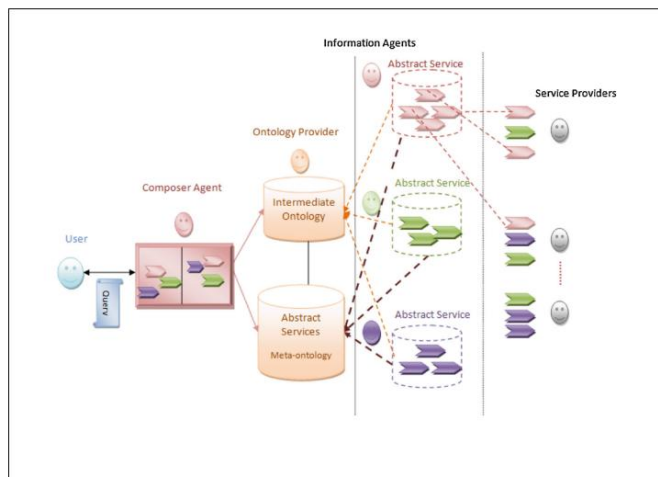 Information Agents
Abstract Service
Service Providers
Ontology Provider
Composer Agent
Intermediate
Ontology
Abstract Service
User
Query
Abstract
Services
Meta-ontology
Abstract Service